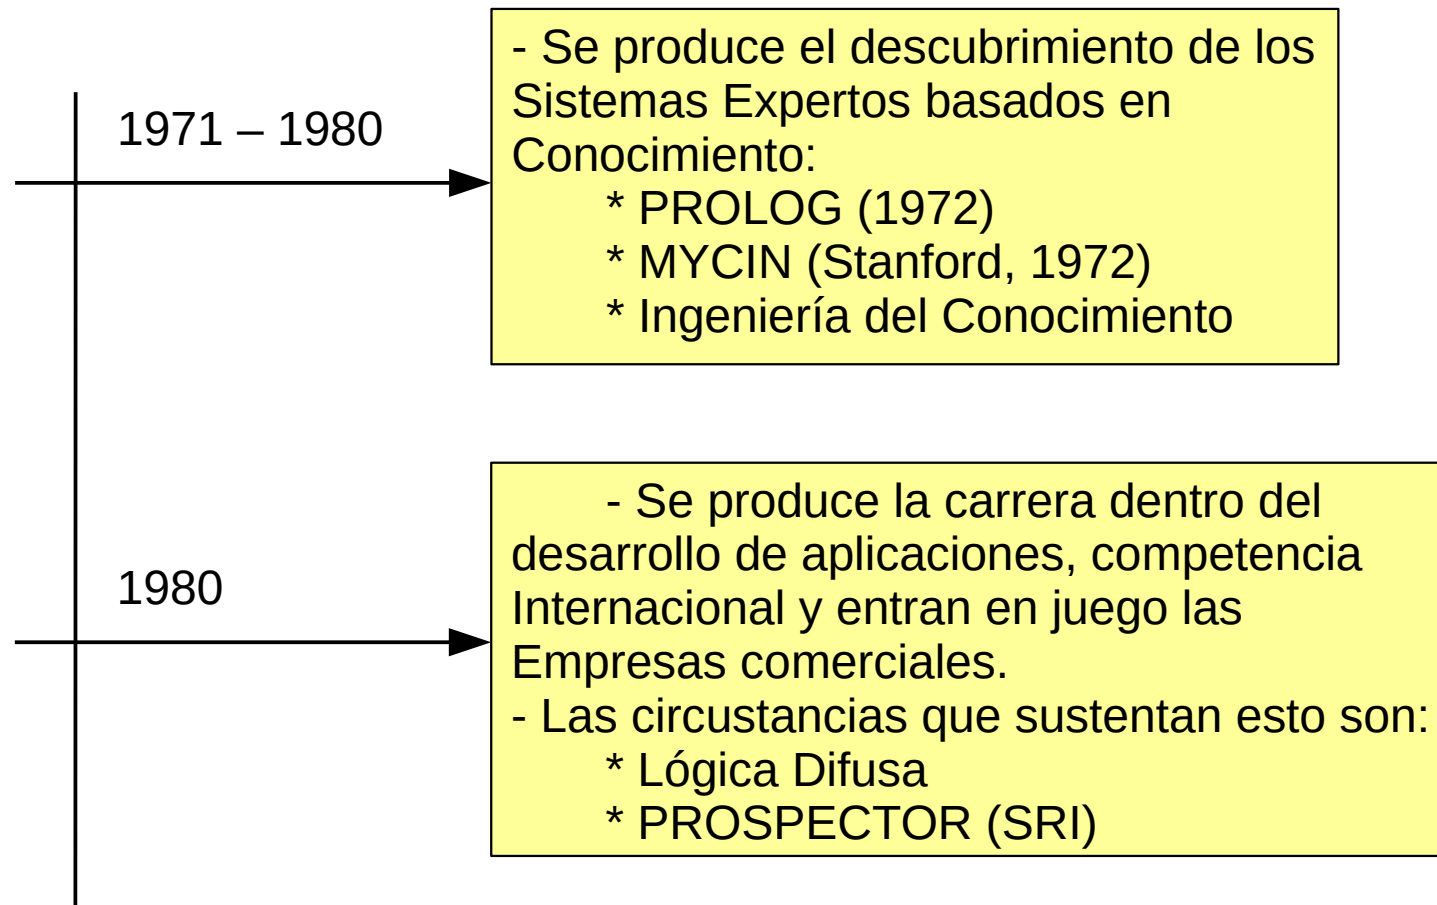 1971 – 1980
- Se produce el descubrimiento de los
Sistemas Expertos basados en
Conocimiento:
* PROLOG (1972)
* MYCIN (Stanford, 1972)
* Ingeniería del Conocimiento
1980
- Se produce la carrera dentro del
desarrollo de aplicaciones, competencia
Internacional y entran en juego las
Empresas comerciales.
- Las circustancias que sustentan esto son:
* Lógica Difusa
* PROSPECTOR (SRI)